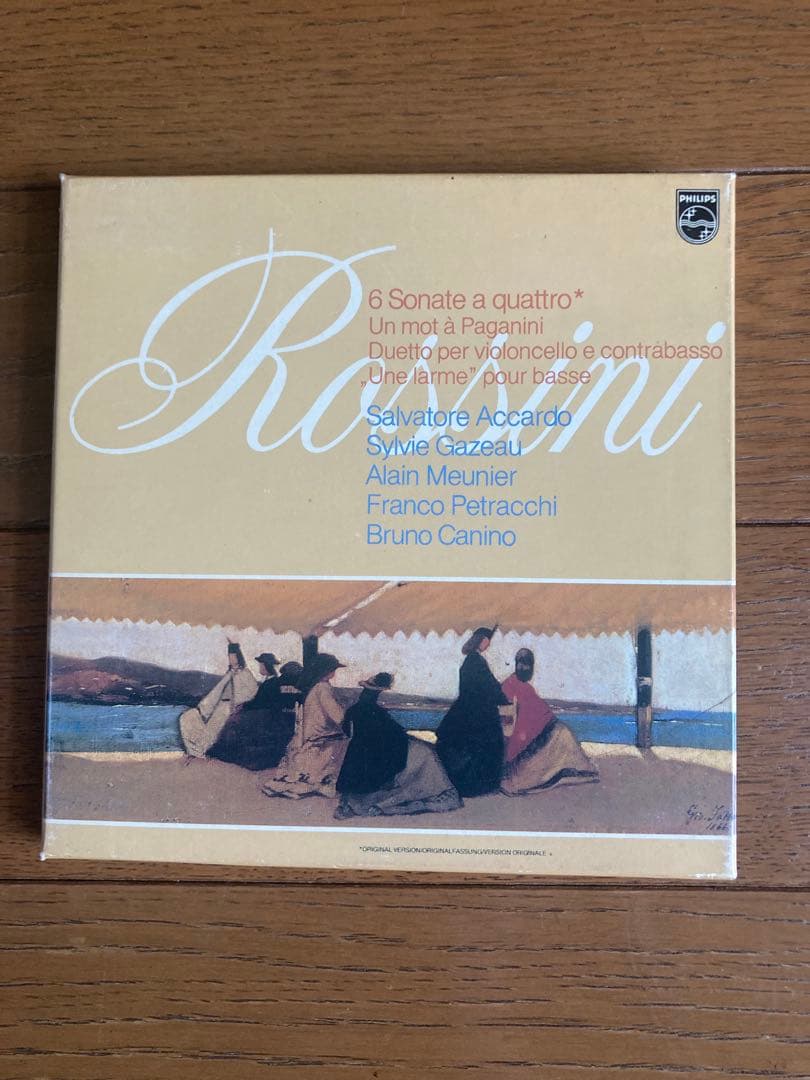 PHILIPS
Rossini
6 Sonate a quattro*
Un mot à Paganini
Duetto per violoncello e contrabasso
„Une larme” pour basse
Salvatore Accardo
Sylvie Gazeau
Alain Meunier
Franco Petracchi
Bruno Canino
*ORIGINAL VERSION/ORIGINALFASSUNG/VERSION ORIGINALE